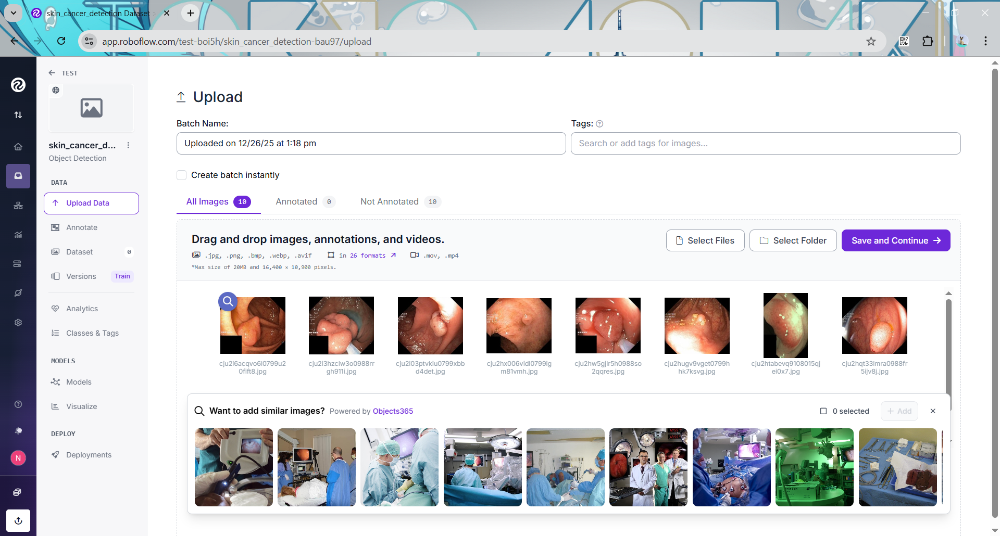 skin_cancer_detection Dataset
app.roboflow.com/test-boi5h/skin_cancer_detection-bau97/upload
TEST
skin_cancer_d...
Object Detection
DATA
Upload Data
Annotate
Dataset 0
Versions Train
Analytics
Classes & Tags
MODELS
Models
Visualize
DEPLOY
Deployments
N
Upload
Batch Name:
Uploaded on 12/26/25 at 1:18 pm
Tags:
Search or add tags for images...
Create batch instantly
All Images 10
Annotated 0
Not Annotated 10
Drag and drop images, annotations, and videos.
.jpg, .png, .bmp, .webp, .avif in 26 formats .mov, .mp4
*Max size of 20MB and 16,400 × 10,900 pixels.
Select Files
Select Folder
Save and Continue
cju2i6acqvo6l0799u2
0fift8.jpg
cju2i3hzclw3o0988rr
gh911i.jpg
cju2i03ptvkiu0799xbb
d4det.jpg
cju2hx006vidl0799ig
m81vmh.jpg
cju2hw5gjlr5h0988so
2qqres.jpg
cju2hugv9vget0799h
hk7ksvg.jpg
cju2htabevq9108015qj
ei0x7.jpg
cju2hqt33lmra0988fr
5ijv8j.jpg
Want to add similar images? Powered by Objects365
0 selected
+ Add